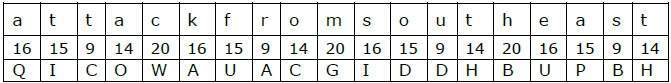 a t t a c k f r o m s o u t h e a s t
16 15 9 14 20 16 15 9 14 20 16 15 9 14 20 16 15 9 14
Q I C O W A U A C G I D D H B U P B H